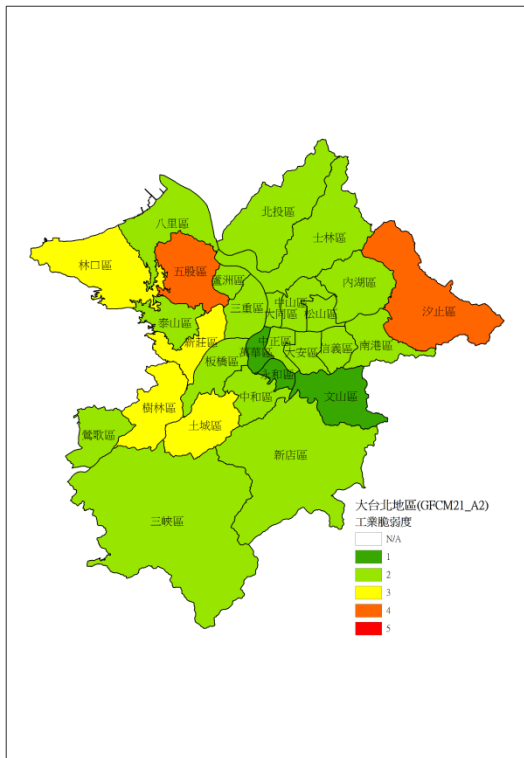 北投區
八里區
士林區
林口區
五股區
蘆洲區
內湖區
三重區
中山區
大同區
松山區
汐止區
泰山區
新莊區
中正區
萬華區
大安區
信義區
南港區
板橋區
永和區
文山區
樹林區
中和區
土城區
鶯歌區
新店區
三峽區
大台北地區(GFCM21_A2)
工業脆弱度
N/A
1
2
3
4
5